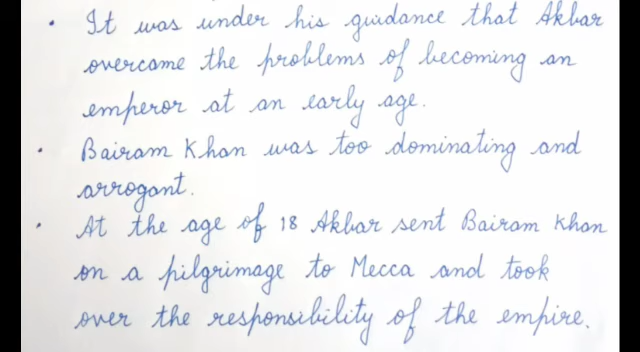 • It was under his guidance that Akbar
overcame the problems of becoming an
emperor at an early age.
• Bairam Khan was too dominating and
arrogant.
• At the age of 18 Akbar sent Bairam Khan
on a pilgrimage to Mecca and took
over the responsibility of the empire.